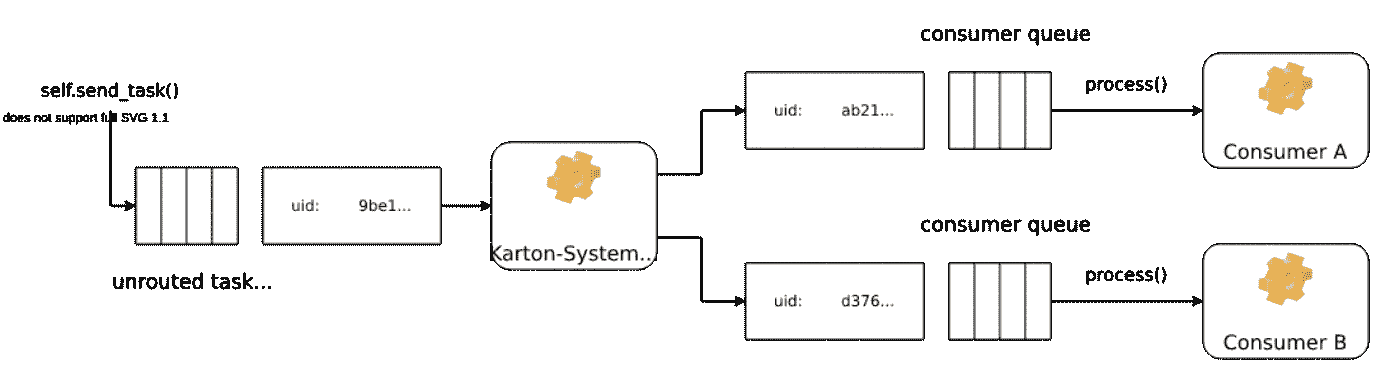 consumer queue
self.send_task()
does not support full SVG 1.1
process()
uid: ab21...
Consumer A
uid: 9be1...
consumer queue
Karton-System...
unrouted task...
process()
uid: d376...
Consumer B